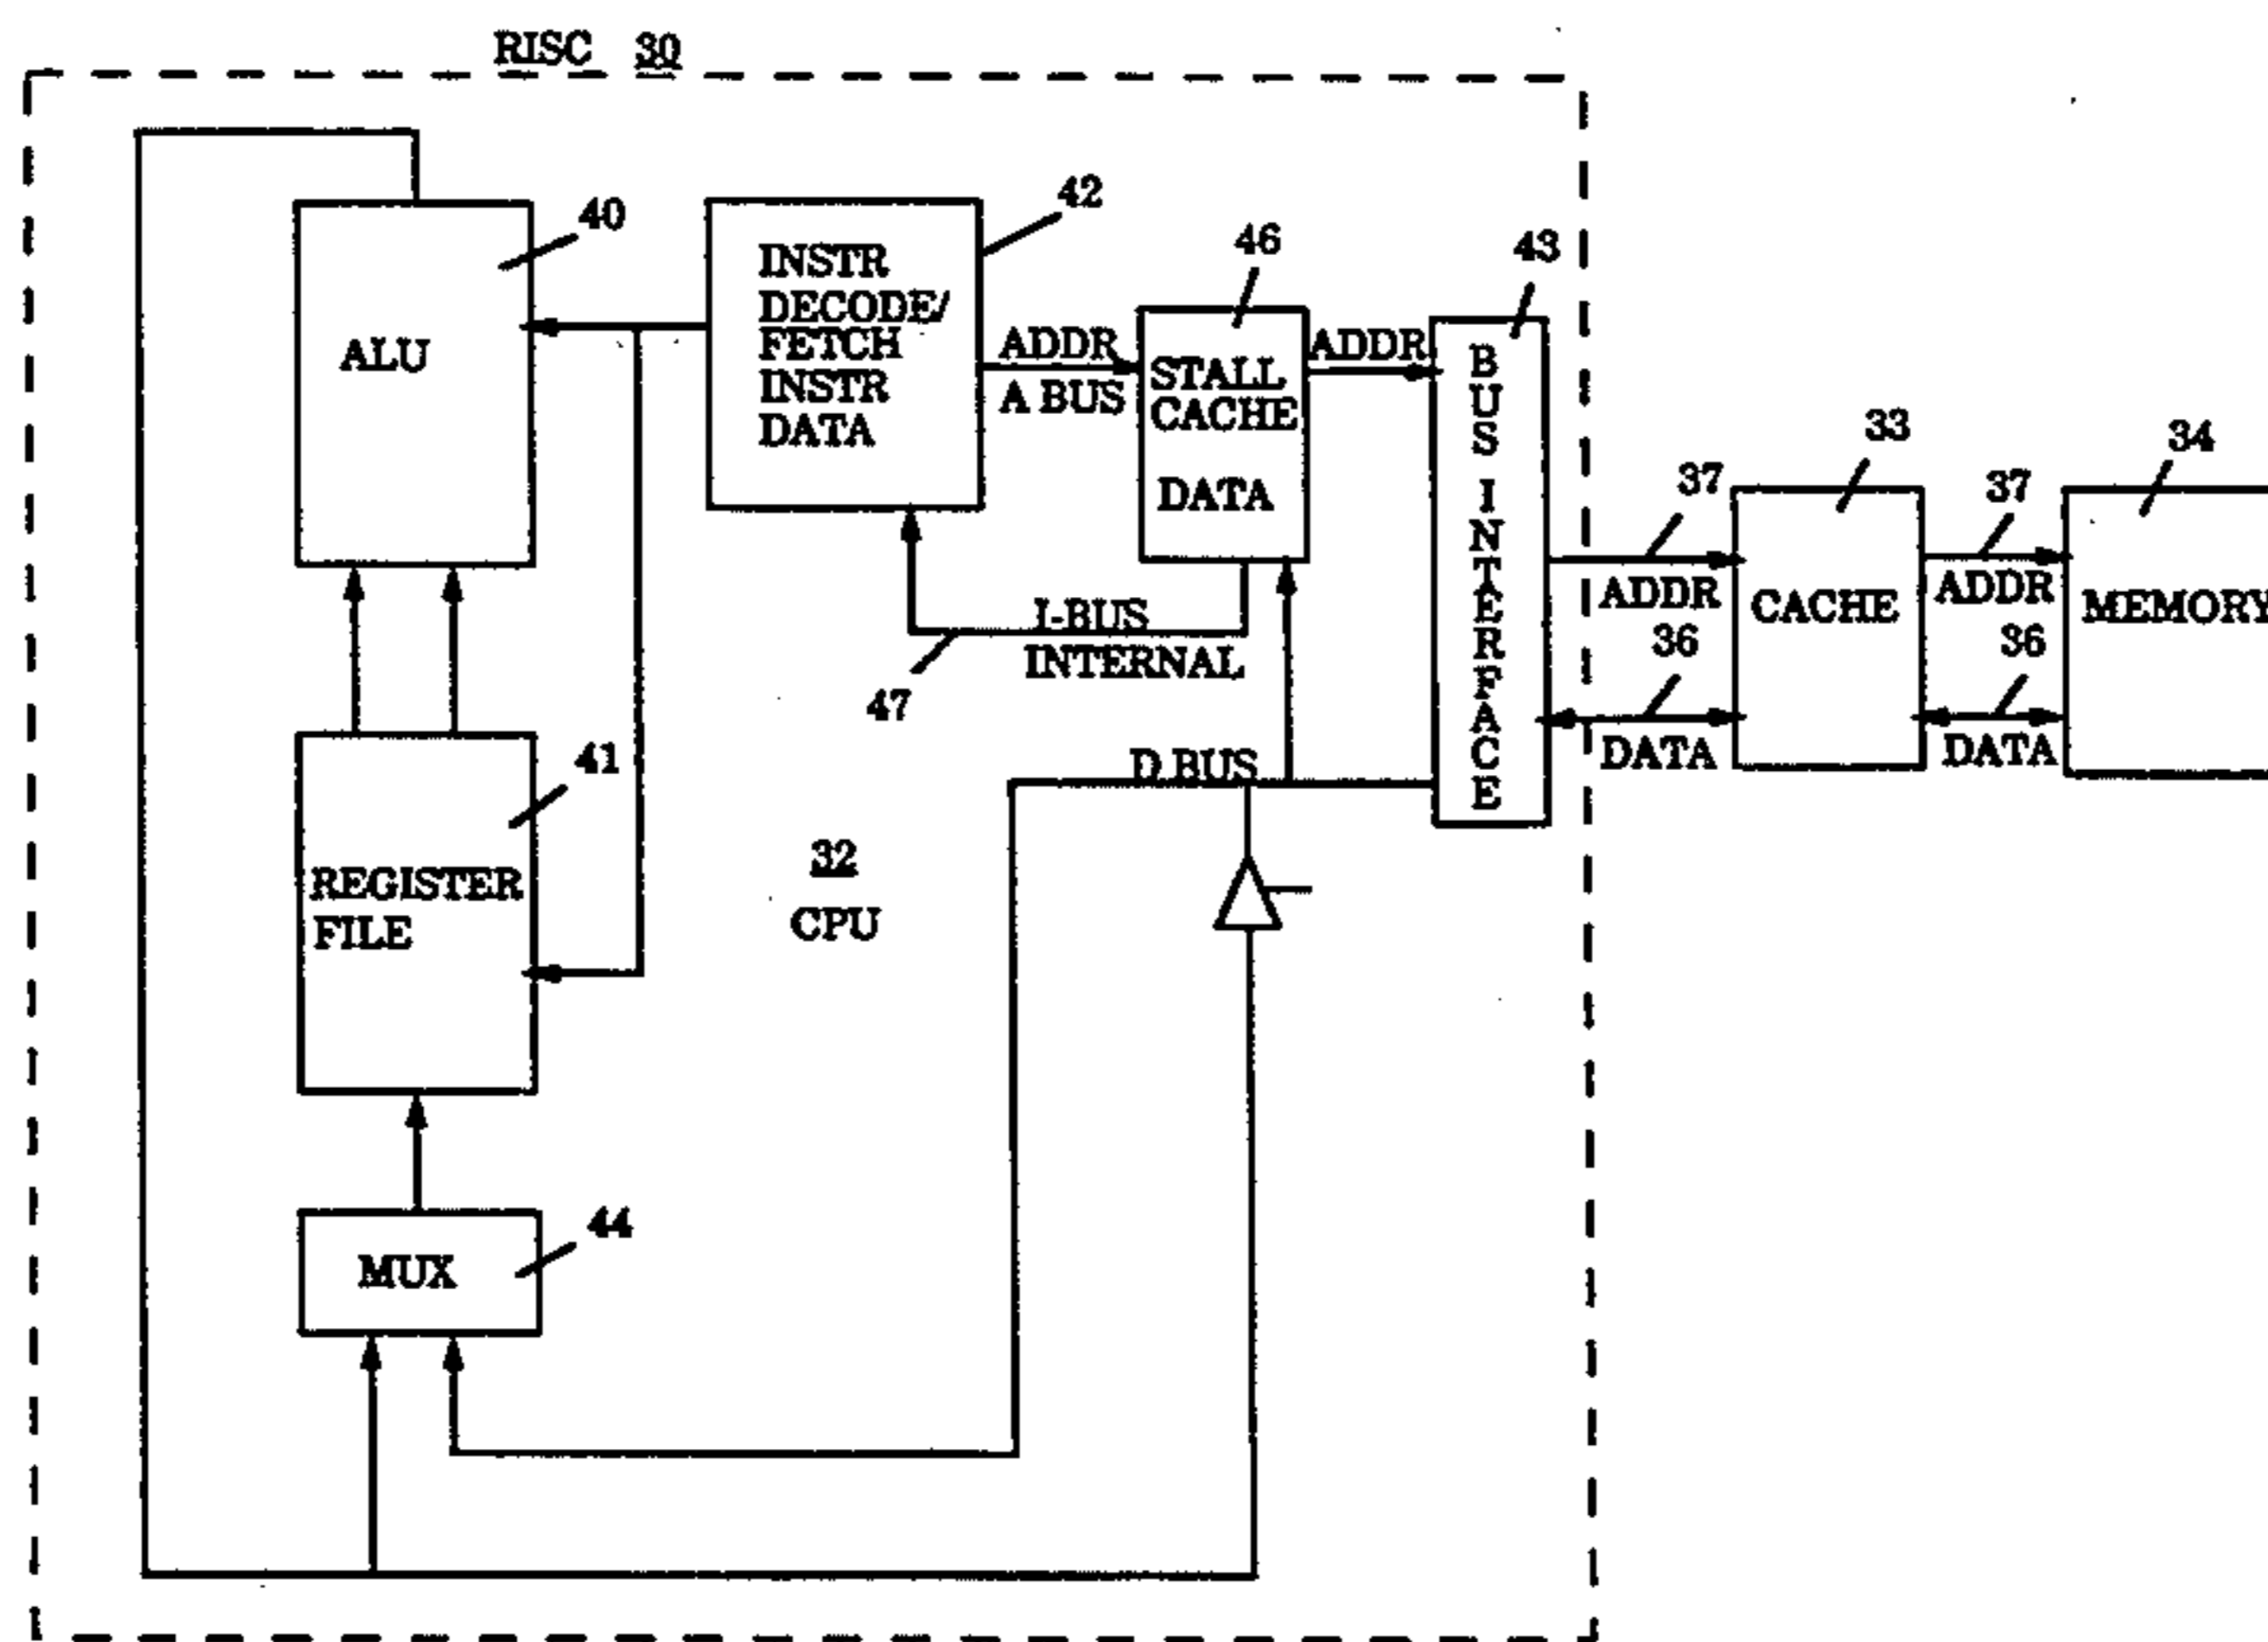 RISC 30
40
ALU
42
INSTR
DECODE/
FETCH
INSTR
DATA
ADDR
A BUS
46
STALL
CACHE
DATA
ADDR
43
BUS INTERFACE
33
37
ADDR
CACHE
36
DATA
34
37
ADDR
MEMORY
36
DATA
I-BUS
INTERNAL
47
D BUS
41
REGISTER
FILE
32
CPU
44
MUX